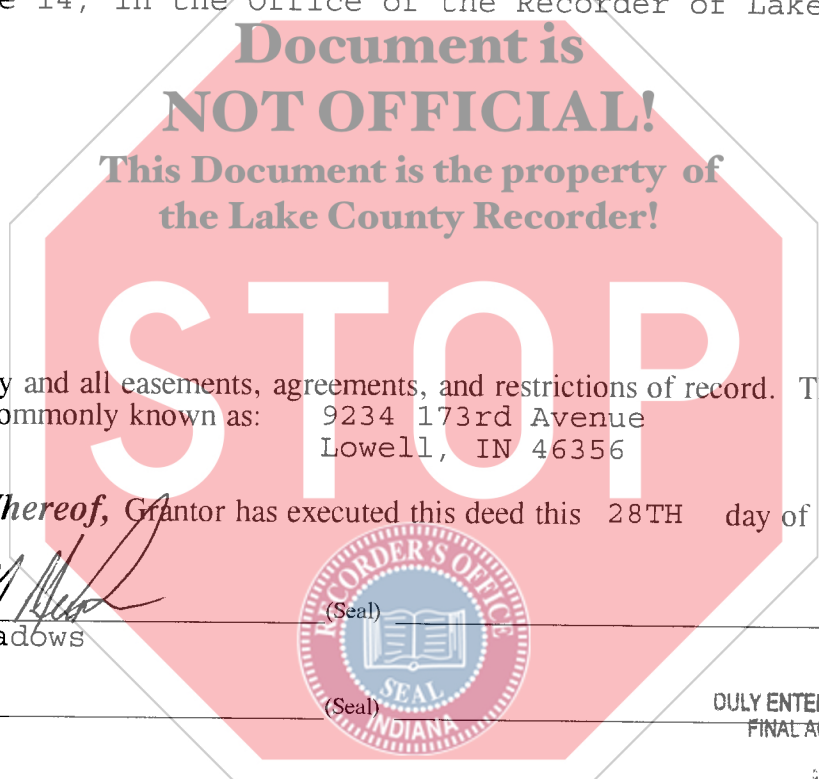 e 14, in the Office of the Recorder of Lake
Document is
NOT OFFICIAL!
This Document is the property of
the Lake County Recorder!
STOP
y and all easements, agreements, and restrictions of record. T
ommonly known as: 9234 173rd Avenue
Lowell, IN 46356
hereof, Grantor has executed this deed this 28TH day of
(Seal)
adows
RECORDER'S OFFICE
SEAL
INDIANA
(Seal)
DULY ENTE
FINAL A